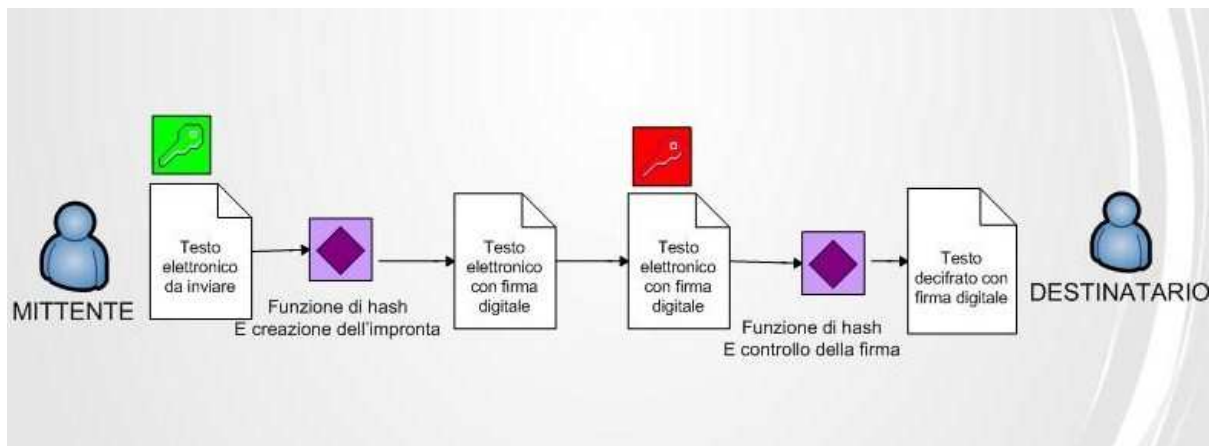 MITTENTE
Testo
elettronico
da inviare
Funzione di hash
E creazione dell'impronta
Testo
elettronico
con firma
digitale
Testo
elettronico
con firma
digitale
Funzione di hash
E controllo della firma
Testo
decifrato con
firma digitale
DESTINATARIO